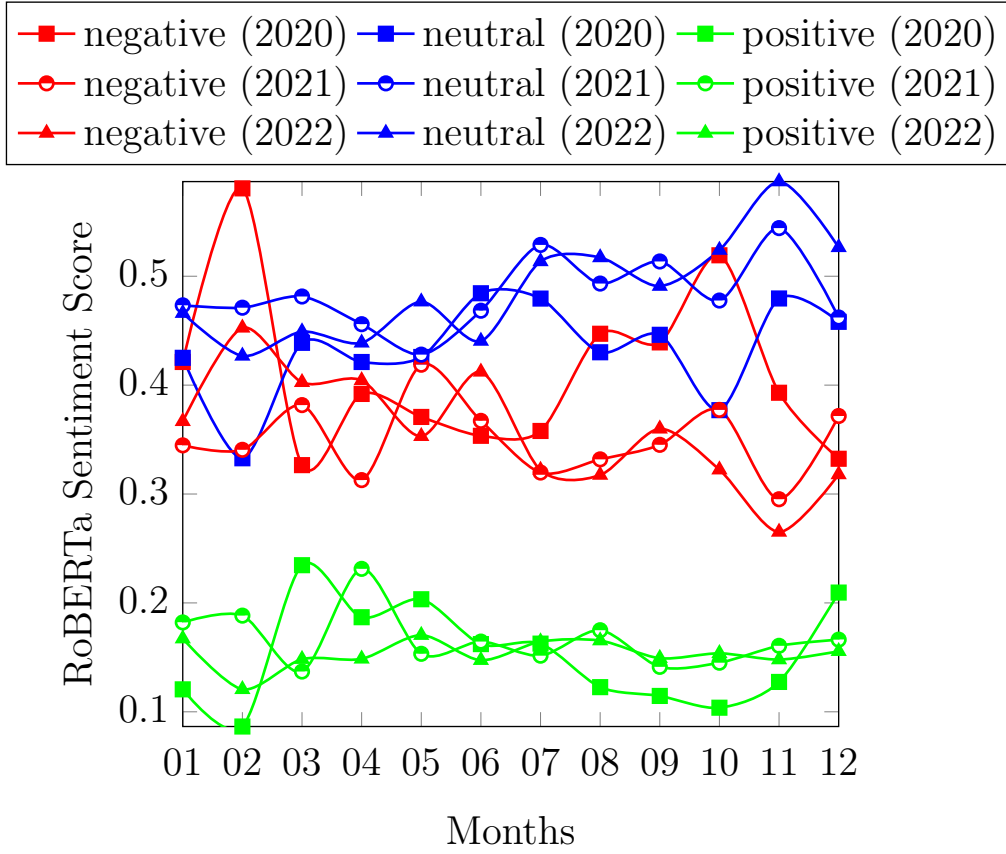 negative (2020) neutral (2020) positive (2020)
negative (2021) neutral (2021) positive (2021)
negative (2022) neutral (2022) positive (2022)
RoBERTa Sentiment Score
0.5
0.4
0.3
0.2
0.1
01 02 03 04 05 06 07 08 09 10 11 12
Months